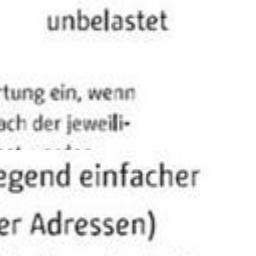 unbelastet
rtung ein, wenn
ach der jeweili-
egend einfacher
er Adressen)